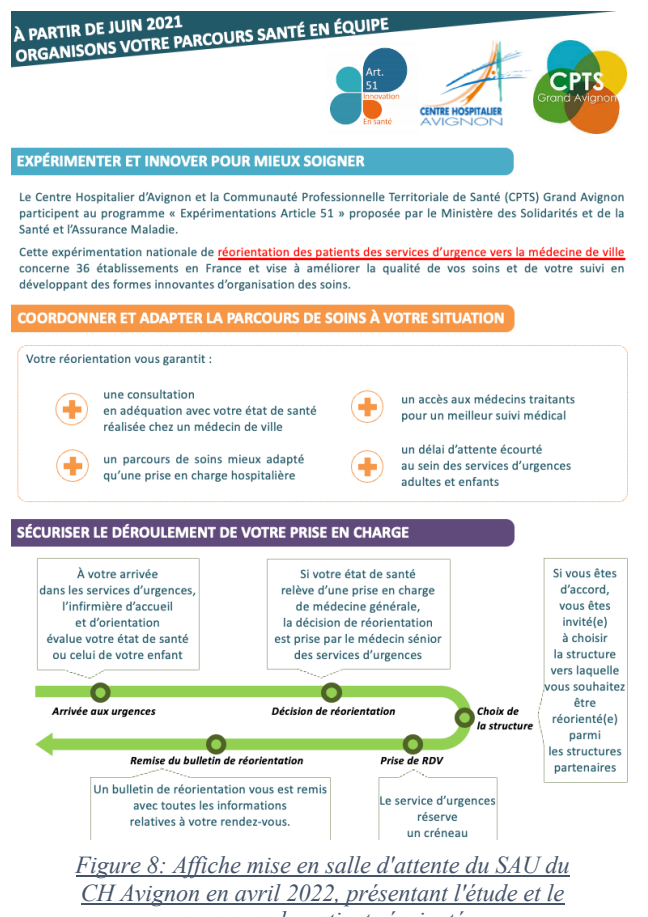 À PARTIR DE JUIN 2021
ORGANISONS VOTRE PARCOURS SANTÉ EN ÉQUIPE
Art.
51
Innovation
En santé
CENTRE HOSPITALIER
AVIGNON
CPTS
Grand Avignon
EXPÉRIMENTER ET INNOVER POUR MIEUX SOIGNER
Le Centre Hospitalier d'Avignon et la Communauté Professionnelle Territoriale de Santé (CPTS) Grand Avignon
participent au programme « Expérimentations Article 51 » proposée par le Ministère des Solidarités et de la
Santé et l'Assurance Maladie.
Cette expérimentation nationale de réorientation des patients des services d'urgence vers la médecine de ville
concerne 36 établissements en France et vise à améliorer la qualité de vos soins et de votre suivi en
développant des formes innovantes d'organisation des soins.
COORDONNER ET ADAPTER LA PARCOURS DE SOINS À VOTRE SITUATION
Votre réorientation vous garantit :
une consultation
en adéquation avec votre état de santé
réalisée chez un médecin de ville
un accès aux médecins traitants
pour un meilleur suivi médical
un parcours de soins mieux adapté
qu'une prise en charge hospitalière
un délai d'attente écourté
au sein des services d'urgences
adultes et enfants
SÉCURISER LE DÉROULEMENT DE VOTRE PRISE EN CHARGE
À votre arrivée
dans les services d'urgences,
l'infirmière d'accueil
et d'orientation
évalue votre état de santé
ou celui de votre enfant
Si votre état de santé
relève d'une prise en charge
de médecine générale,
la décision de réorientation
est prise par le médecin sénior
des services d'urgences
Si vous êtes
d'accord,
vous êtes
invité(e)
à choisir
la structure
vers laquelle
vous souhaitez
être
réorienté(e)
parmi
les structures
partenaires
Arrivée aux urgences
Décision de réorientation
Choix de
la structure
Remise du bulletin de réorientation
Prise de RDV
Un bulletin de réorientation vous est remis
avec toutes les informations
relatives à votre rendez-vous.
Le service d'urgences
réserve
un créneau
Figure 8: Affiche mise en salle d'attente du SAU du
CH Avignon en avril 2022, présentant l'étude et le